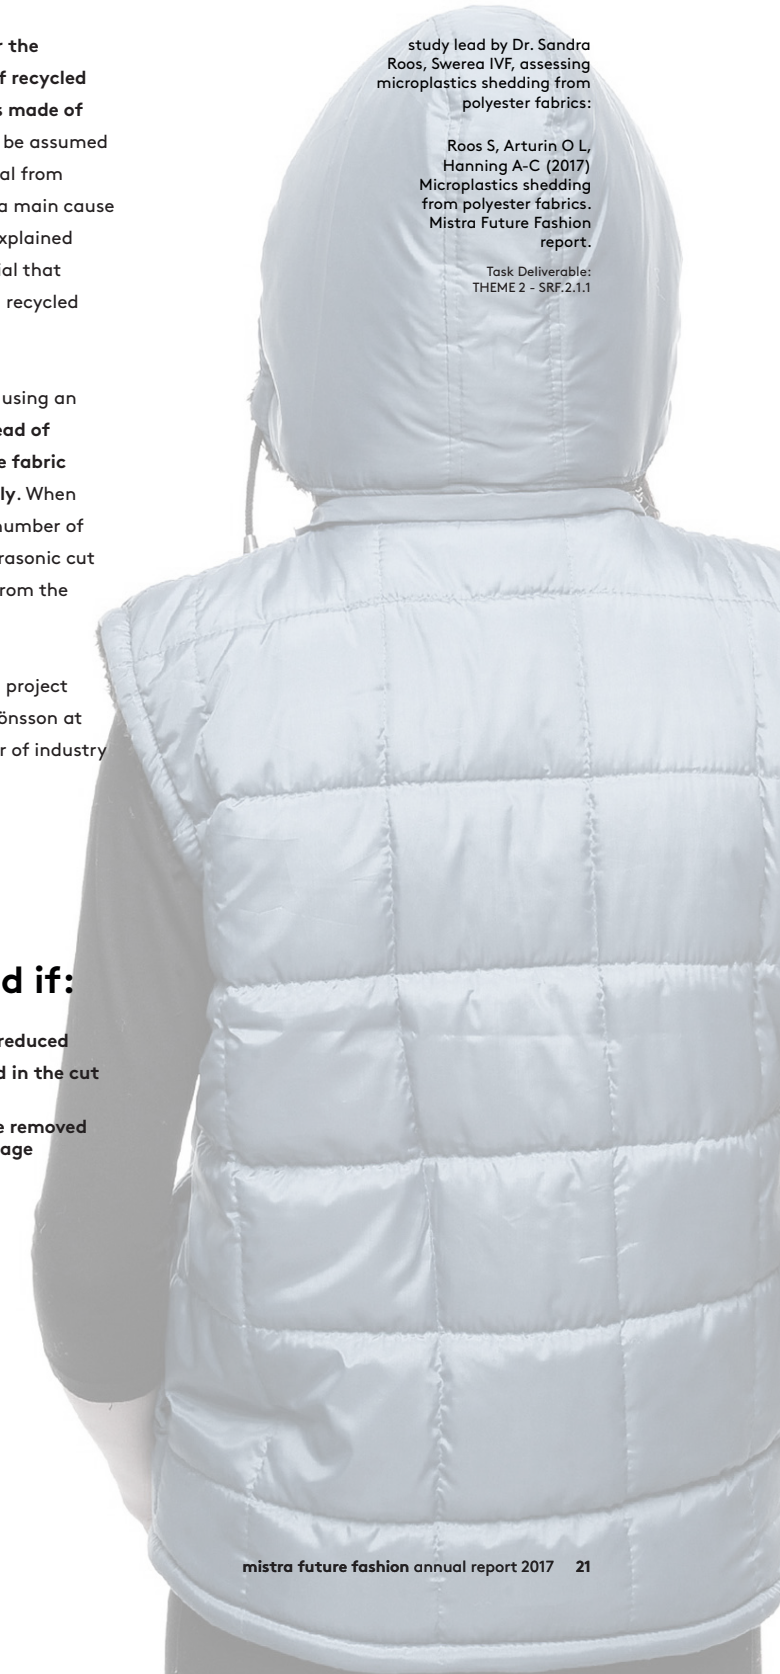 r the
f recycled
s made of
be assumed
al from
a main cause
xplained
ial that
recycled
using an
ead of
e fabric
ly. When
number of
rasonic cut
rom the
project
önsson at
r of industry
d if:
reduced
d in the cut
e removed
age
study lead by Dr. Sandra
Roos, Swerea IVF, assessing
microplastics shedding from
polyester fabrics:
Roos S, Arturin O L,
Hanning A-C (2017)
Microplastics shedding
from polyester fabrics.
Mistra Future Fashion
report.
Task Deliverable:
THEME 2 - SRF.2.1.1
mistra future fashion annual report 2017 21